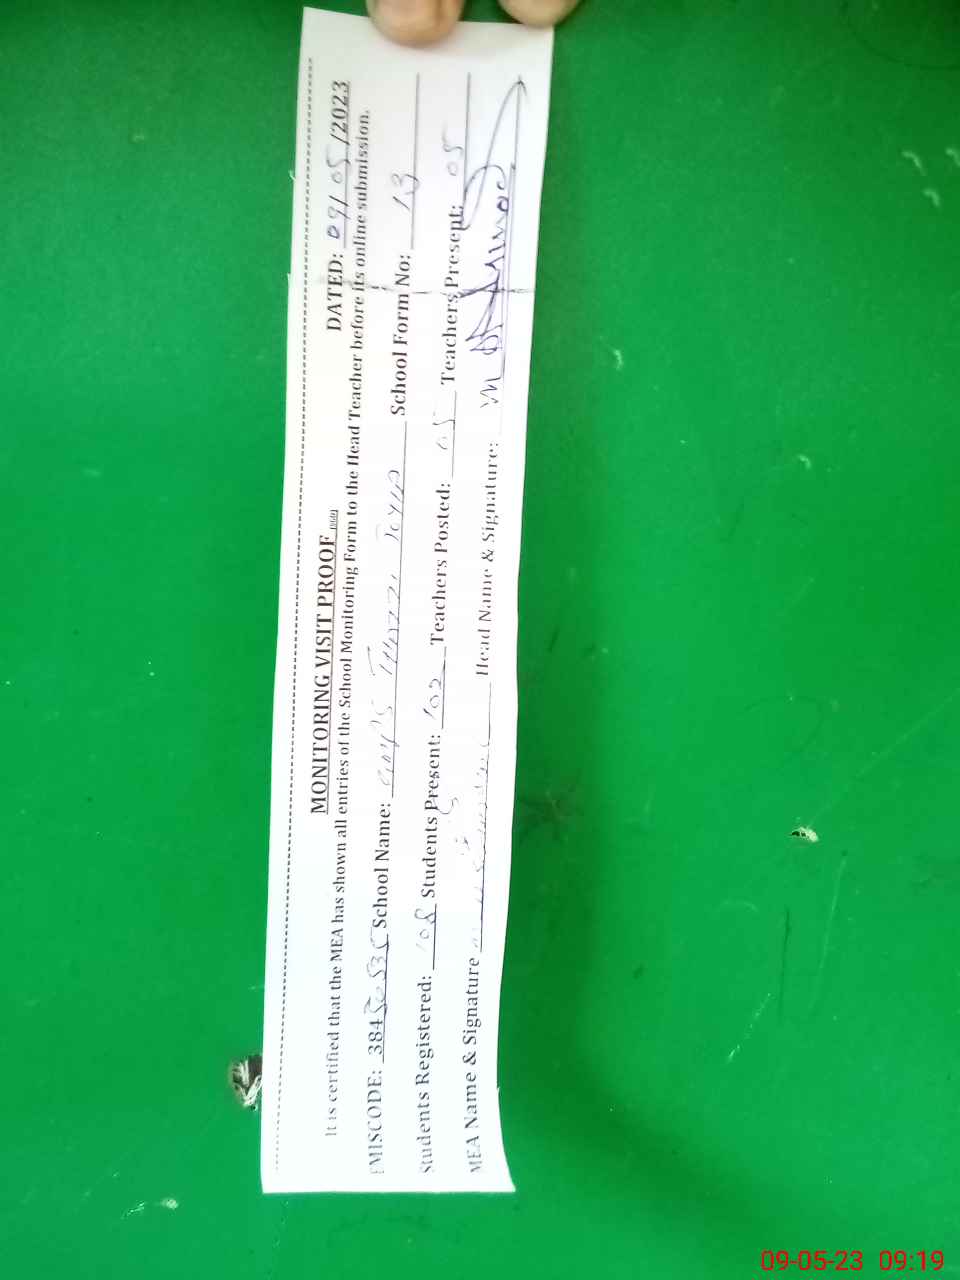 MONITORING VISIT PROOF
DATED: 09/05/2023
It is certified that the MEA has shown all entries of the School Monitoring Form to the Head Teacher before its online submission.
EMISCODE: 38450535 School Name: School Form No: 13
Students Registered: 108 Students Present: 102 Teachers Posted: 05 Teachers Present: 05
MEA Name & Signature Head Name & Signature:
09-05-23 09:19